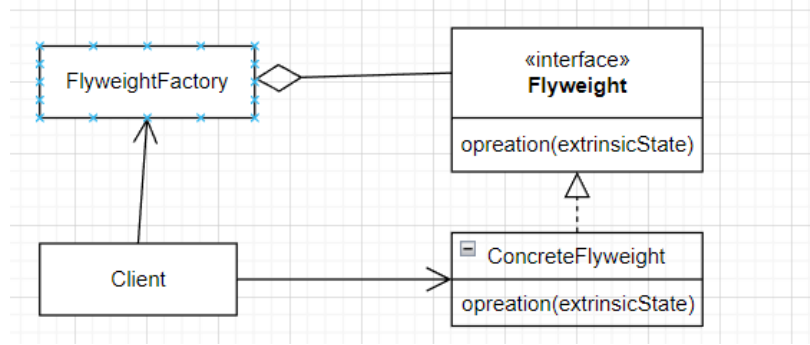 FlyweightFactory
«interface»
Flyweight
opreation(extrinsicState)
Client
ConcreteFlyweight
opreation(extrinsicState)